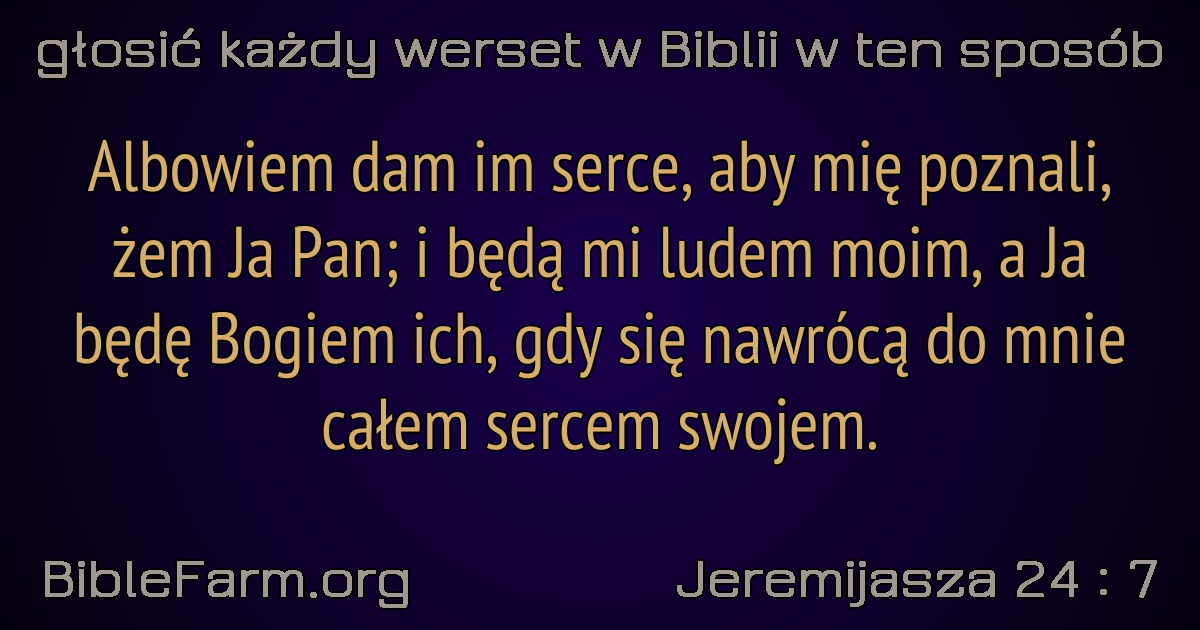 głosić każdy werset w Biblii w ten sposób
Albowiem dam im serce, aby mię poznali,
żem Ja Pan; i będą mi ludem moim, a Ja
będę Bogiem ich, gdy się nawrócą do mnie
całem sercem swojem.
BibleFarm.org
Jeremijasza 24 : 7